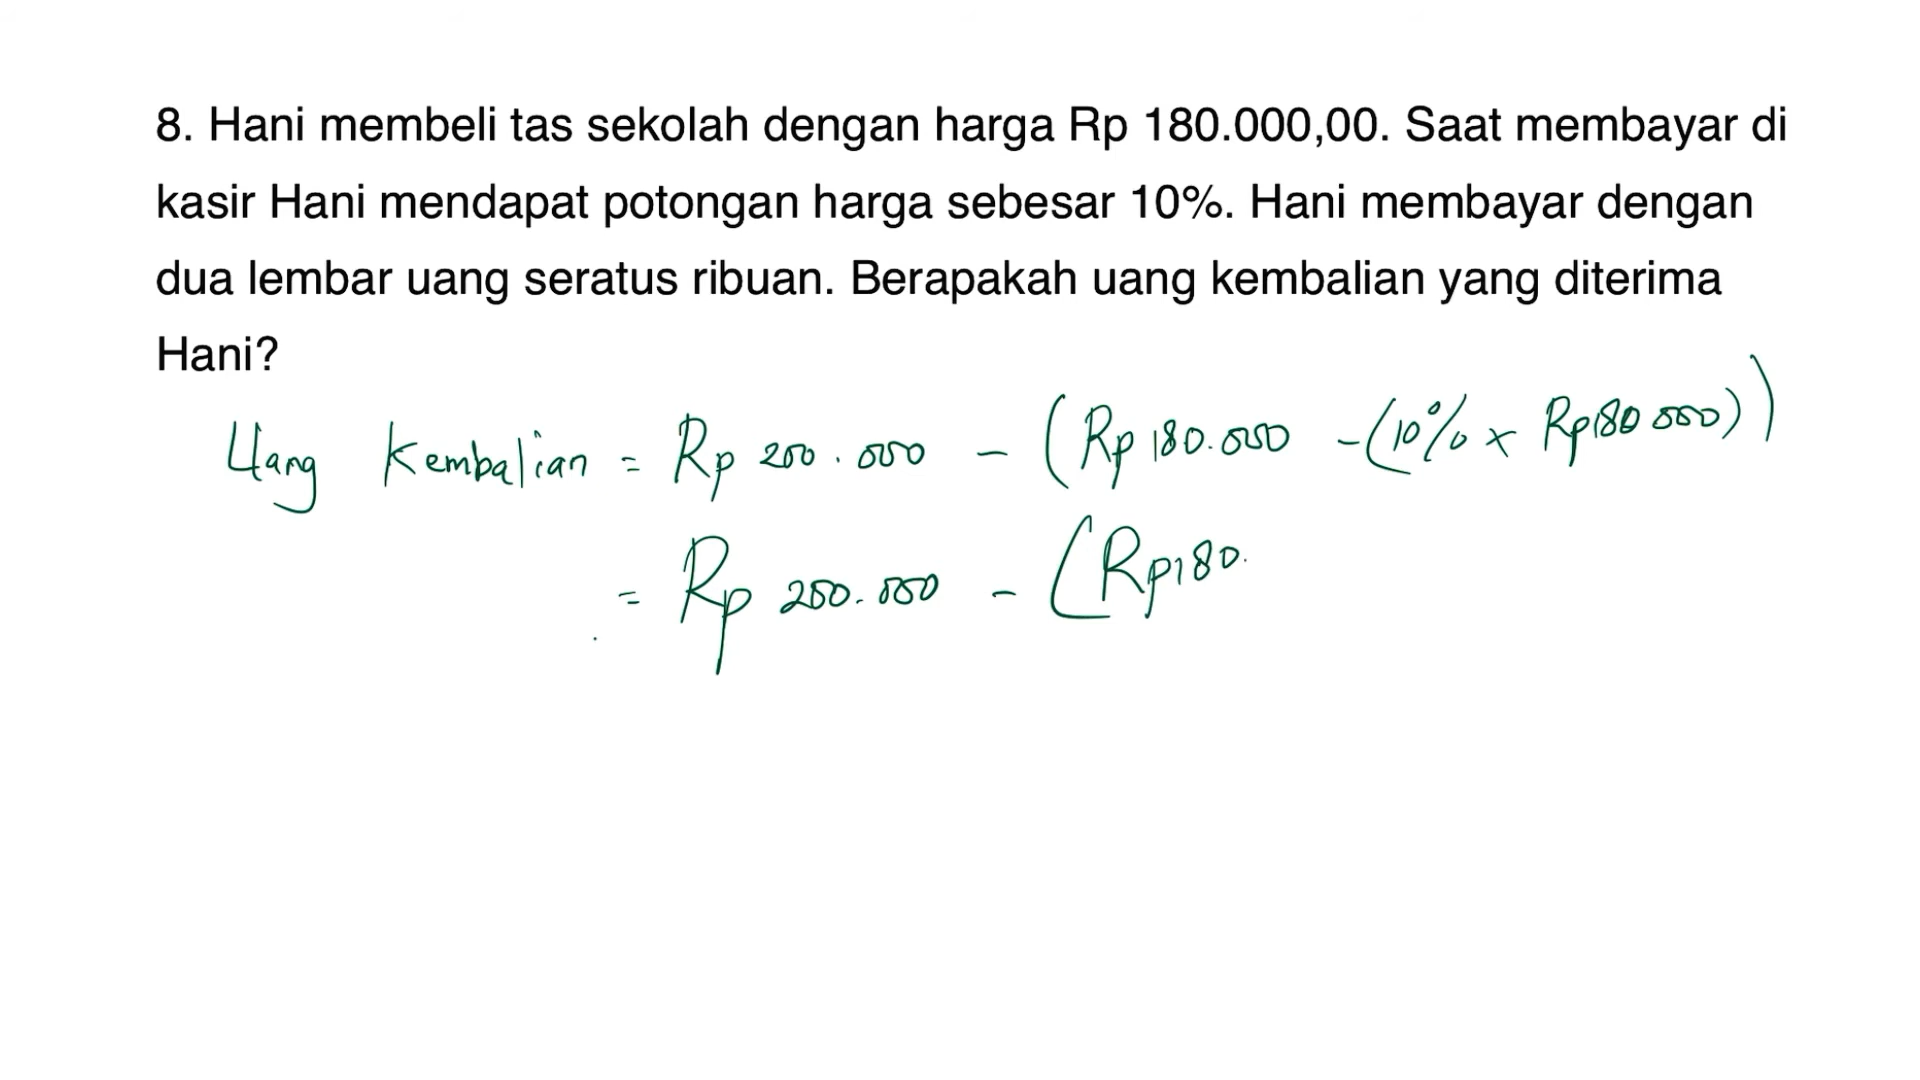 8. Hani membeli tas sekolah dengan harga Rp 180.000,00. Saat membayar di
kasir Hani mendapat potongan harga sebesar 10%. Hani membayar dengan
dua lembar uang seratus ribuan. Berapakah uang kembalian yang diterima
Hani?
Uang Kembalian = Rp 200.000 - (Rp 180.000 - (10% x Rp180 000))
= Rp 200.000 - (Rp180.